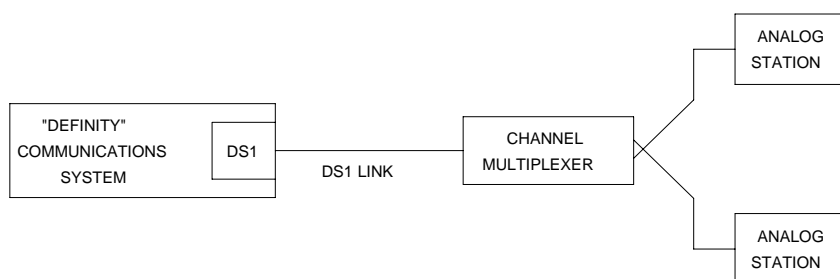 "DEFINITY"
COMMUNICATIONS
SYSTEM
DS1
DS1 LINK
CHANNEL
MULTIPLEXER
ANALOG
STATION
ANALOG
STATION